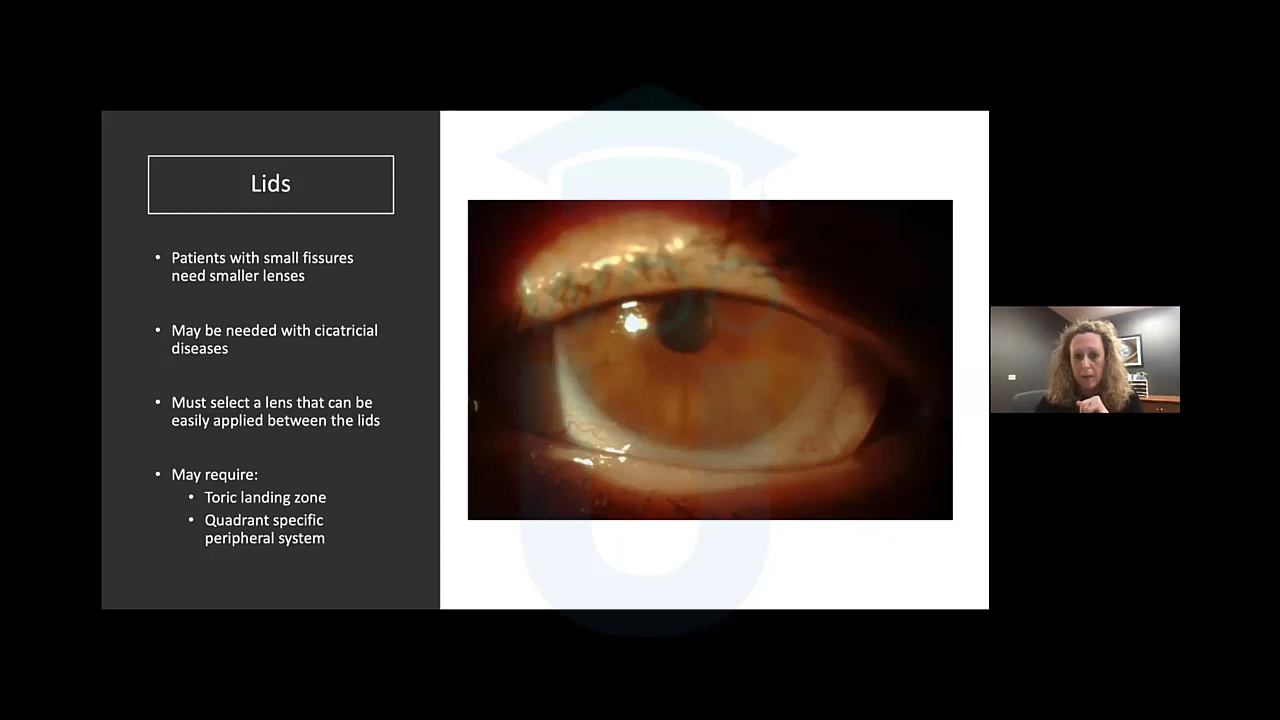 Lids
• Patients with small fissures
need smaller lenses
• May be needed with cicatricial
diseases
• Must select a lens that can be
easily applied between the lids
• May require:
• Toric landing zone
• Quadrant specific
peripheral system